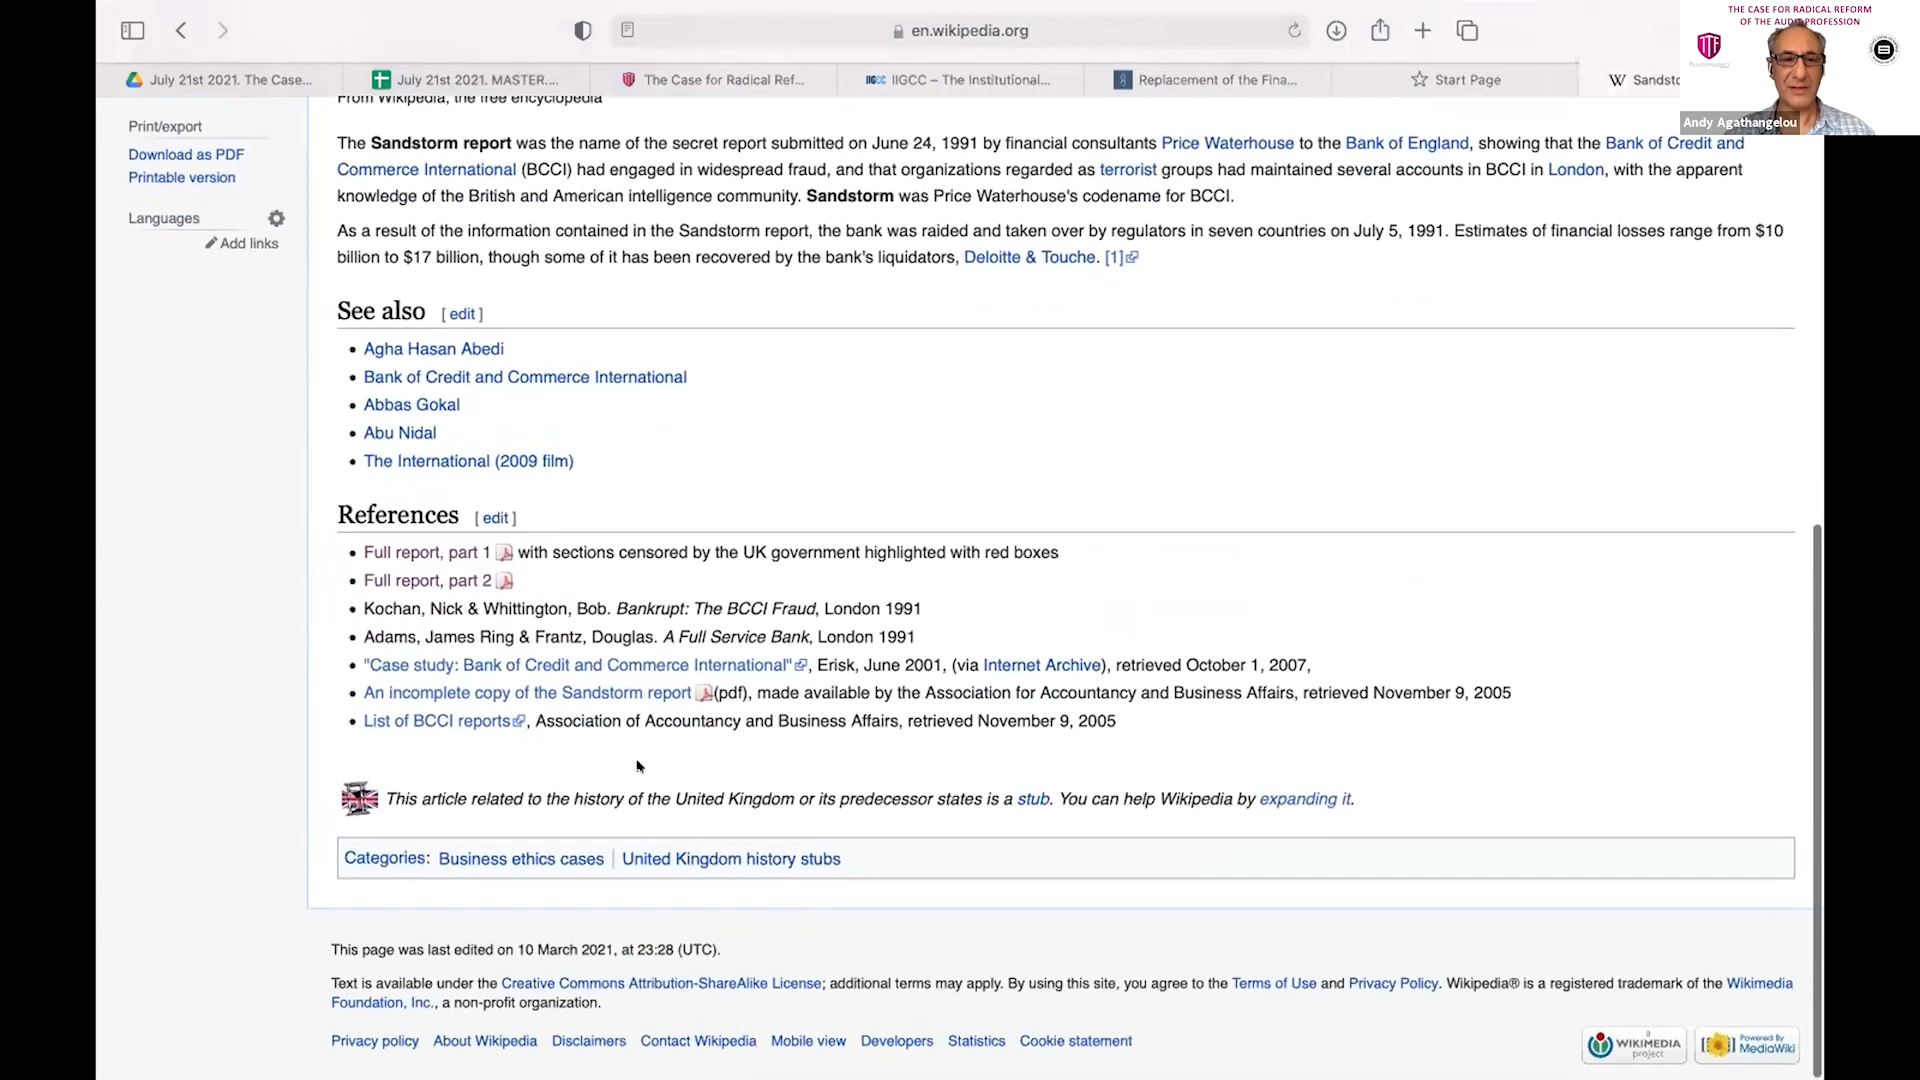 en.wikipedia.org
THE CASE FOR RADICAL REFORM
OF THE AUDIT PROFESSION
TTF
July 21st 2021. The Case...
July 21st 2021. MASTER....
The Case for Radical Ref...
IIGCC IIGCC – The Institutional...
Replacement of the Fina...
Start Page
W Sandsto
Andy Agathangelou
From Wikipedia, the free encyclopedia
Print/export
Download as PDF
Printable version
Languages
Add links
The Sandstorm report was the name of the secret report submitted on June 24, 1991 by financial consultants Price Waterhouse to the Bank of England, showing that the Bank of Credit and
Commerce International (BCCI) had engaged in widespread fraud, and that organizations regarded as terrorist groups had maintained several accounts in BCCI in London, with the apparent
knowledge of the British and American intelligence community. Sandstorm was Price Waterhouse's codename for BCCI.
As a result of the information contained in the Sandstorm report, the bank was raided and taken over by regulators in seven countries on July 5, 1991. Estimates of financial losses range from $10
billion to $17 billion, though some of it has been recovered by the bank's liquidators, Deloitte & Touche. [1]
See also [ edit ]
• Agha Hasan Abedi
• Bank of Credit and Commerce International
• Abbas Gokal
• Abu Nidal
• The International (2009 film)
References [ edit ]
• Full report, part 1 with sections censored by the UK government highlighted with red boxes
• Full report, part 2
• Kochan, Nick & Whittington, Bob. Bankrupt: The BCCI Fraud, London 1991
• Adams, James Ring & Frantz, Douglas. A Full Service Bank, London 1991
• "Case study: Bank of Credit and Commerce International", Erisk, June 2001, (via Internet Archive), retrieved October 1, 2007,
• An incomplete copy of the Sandstorm report (pdf), made available by the Association for Accountancy and Business Affairs, retrieved November 9, 2005
• List of BCCI reports, Association of Accountancy and Business Affairs, retrieved November 9, 2005
This article related to the history of the United Kingdom or its predecessor states is a stub. You can help Wikipedia by expanding it.
Categories: Business ethics cases | United Kingdom history stubs
This page was last edited on 10 March 2021, at 23:28 (UTC).
Text is available under the Creative Commons Attribution-ShareAlike License; additional terms may apply. By using this site, you agree to the Terms of Use and Privacy Policy. Wikipedia® is a registered trademark of the Wikimedia
Foundation, Inc., a non-profit organization.
Privacy policy About Wikipedia Disclaimers Contact Wikipedia Mobile view Developers Statistics Cookie statement
a
WIKIMEDIA
project
Powered By
MediaWiki